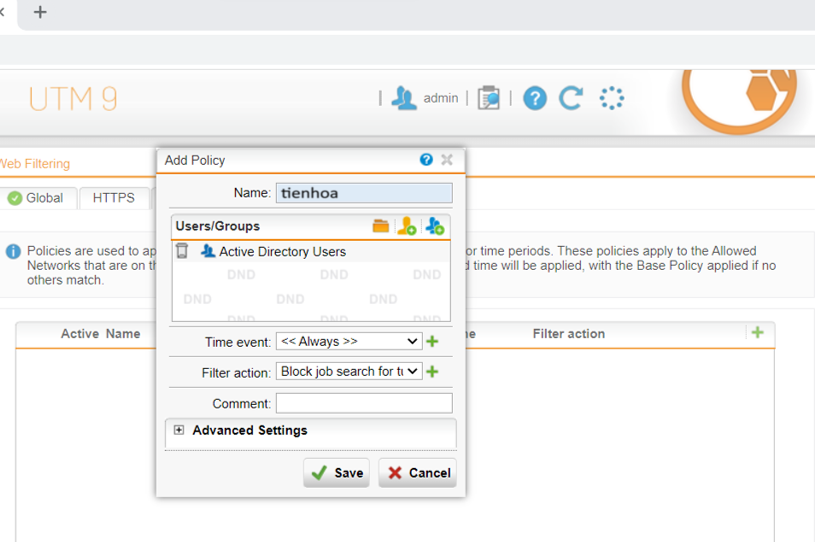 UTM 9
| admin | |
Web Filtering
Global HTTPS
Add Policy
Name: tienhoa
Users/Groups
Active Directory Users
DND DND DND
DND DND DND
DND DND DND
Policies are used to ap
or time periods. These policies apply to the Allowed
Networks that are on th
d time will be applied, with the Base Policy applied if no
others match.
Active Name
Filter action
Time event: << Always >>
Filter action: Block job search for tu
Comment:
Advanced Settings
Save Cancel